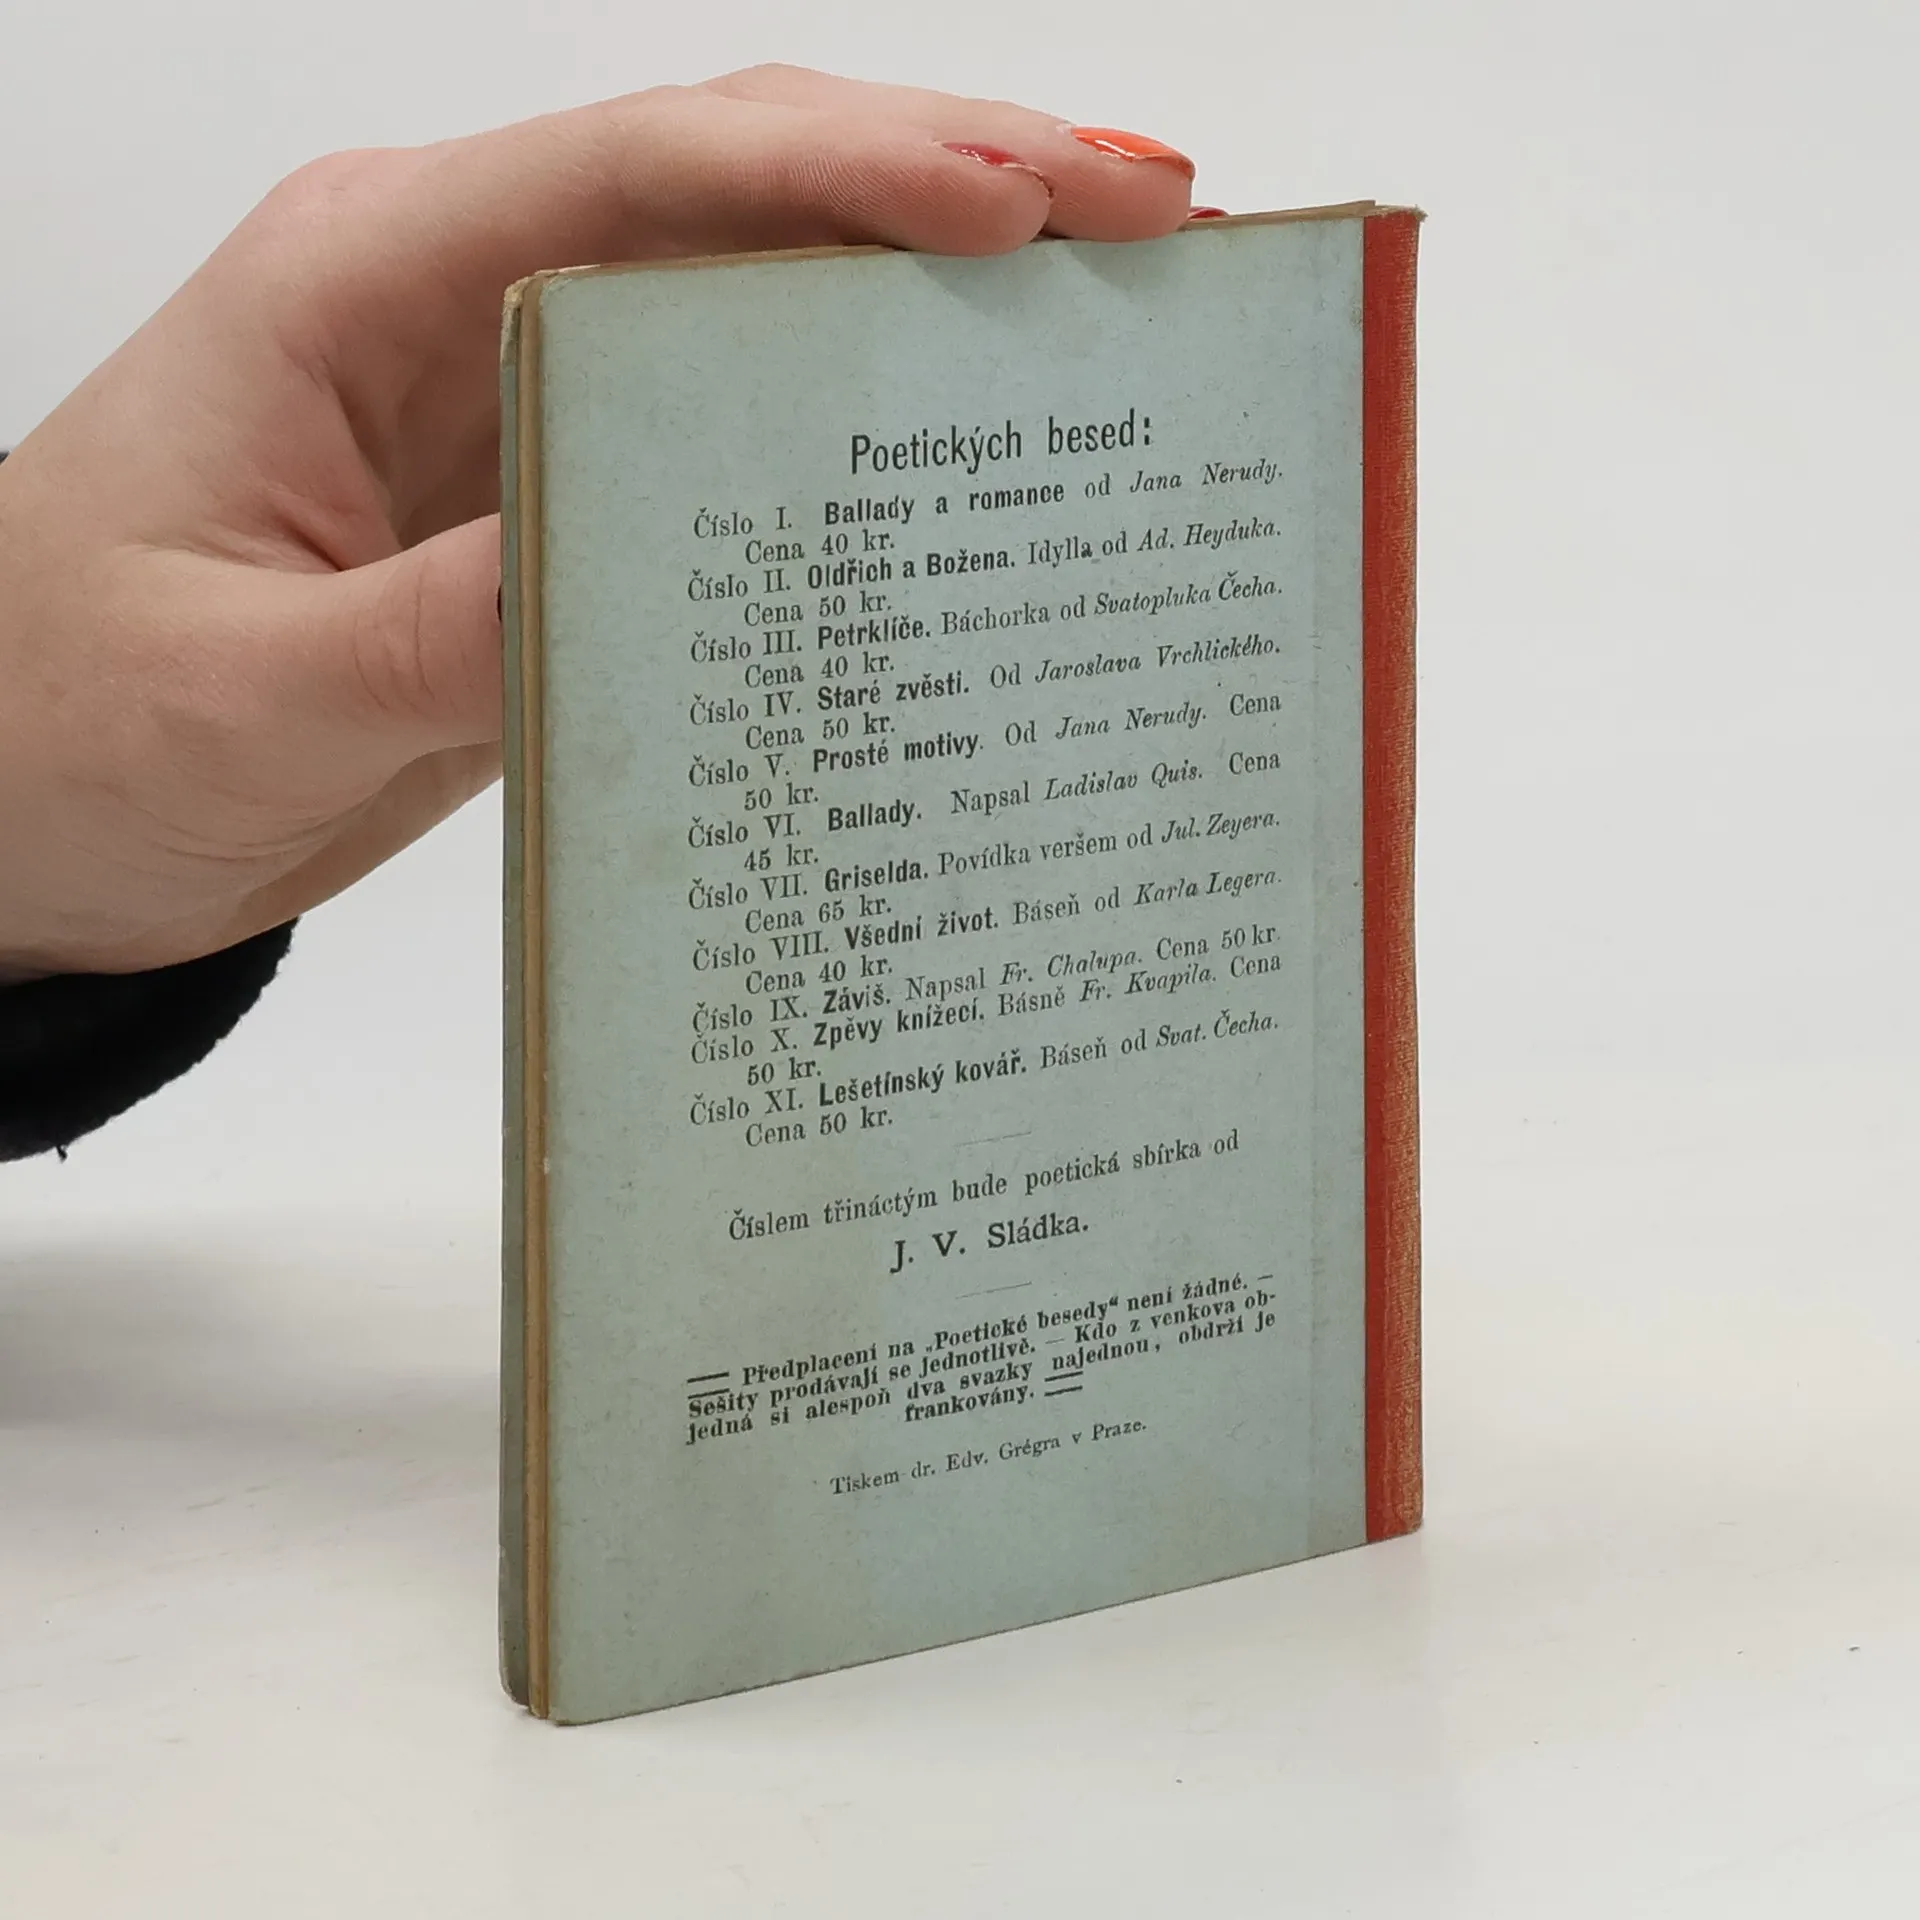 Poetických besed:
Číslo I. Ballady a romance od Jana Nerudy.
Cena 40 kr.
Číslo II. Oldřich a Božena. Idylla od Ad. Heyduka.
Cena 50 kr.
Číslo III. Petrklíče. Báchorka od Svatopluka Čecha.
Cena 40 kr.
Číslo IV. Staré zvěsti. Od Jaroslava Vrchlického.
Cena 50 kr.
Číslo V. Prosté motivy. Od Jana Nerudy. Cena
50 kr.
Číslo VI. Ballady. Napsal Ladislav Quis. Cena
45 kr.
Číslo VII. Griselda. Povídka veršem od Jul. Zeyera.
Cena 65 kr.
Číslo VIII. Všední život. Báseň od Karla Legera.
Cena 40 kr.
Číslo IX. Záviš. Napsal Fr. Chalupa. Cena 50 kr.
Číslo X. Zpěvy knížecí. Básně Fr. Kvapila. Cena
50 kr.
Číslo XI. Lešetínský kovář. Báseň od Svat. Čecha.
Cena 50 kr.
Číslem třináctým bude poetická sbírka od
J. V. Sládka.
Předplacení na „Poetické besedy“ není žádné. —
Sešity prodávají se jednotlivě. — Kdo z venkova ob-
jedná si alespoň dva svazky najednou, obdrží je
frankovány.
Tiskem dr. Edv. Grégra v Praze.